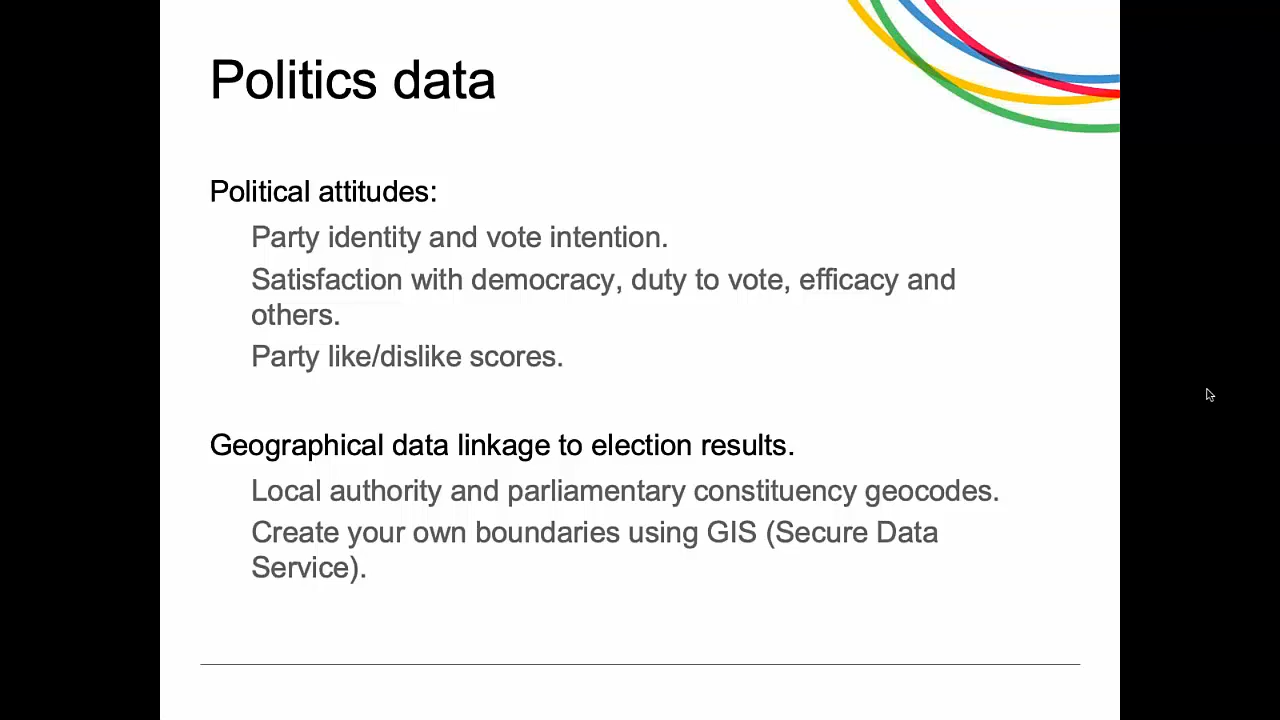 Politics data
Political attitudes:
Party identity and vote intention.
Satisfaction with democracy, duty to vote, efficacy and
others.
Party like/dislike scores.
Geographical data linkage to election results.
Local authority and parliamentary constituency geocodes.
Create your own boundaries using GIS (Secure Data
Service).